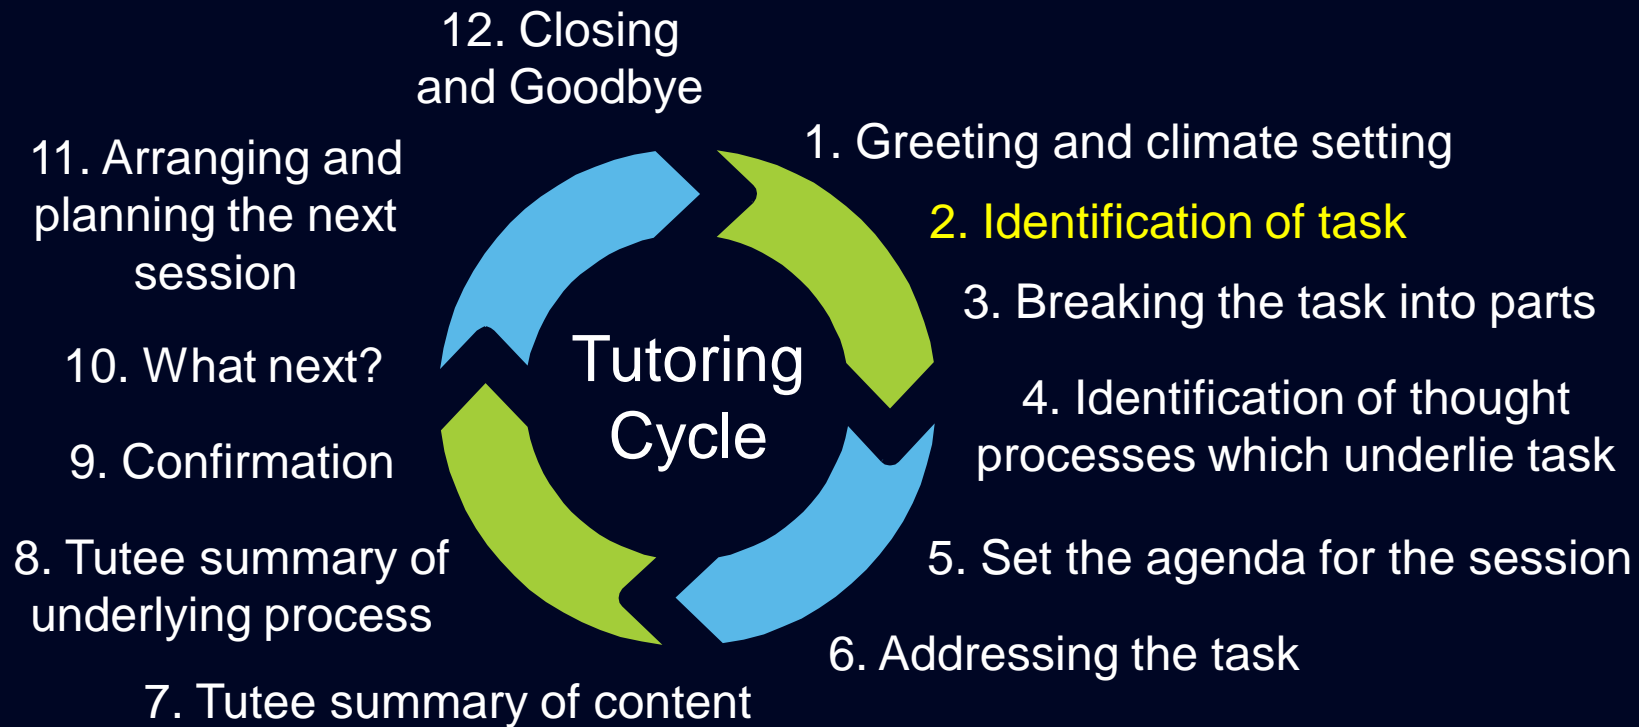 12. Closing
and Goodbye
1. Greeting and climate setting
2. Identification of task
3. Breaking the task into parts
4. Identification of thought
processes which underlie task
5. Set the agenda for the session
6. Addressing the task
7. Tutee summary of content
8. Tutee summary of
underlying process
9. Confirmation
10. What next?
11. Arranging and
planning the next
session
Tutoring
Cycle